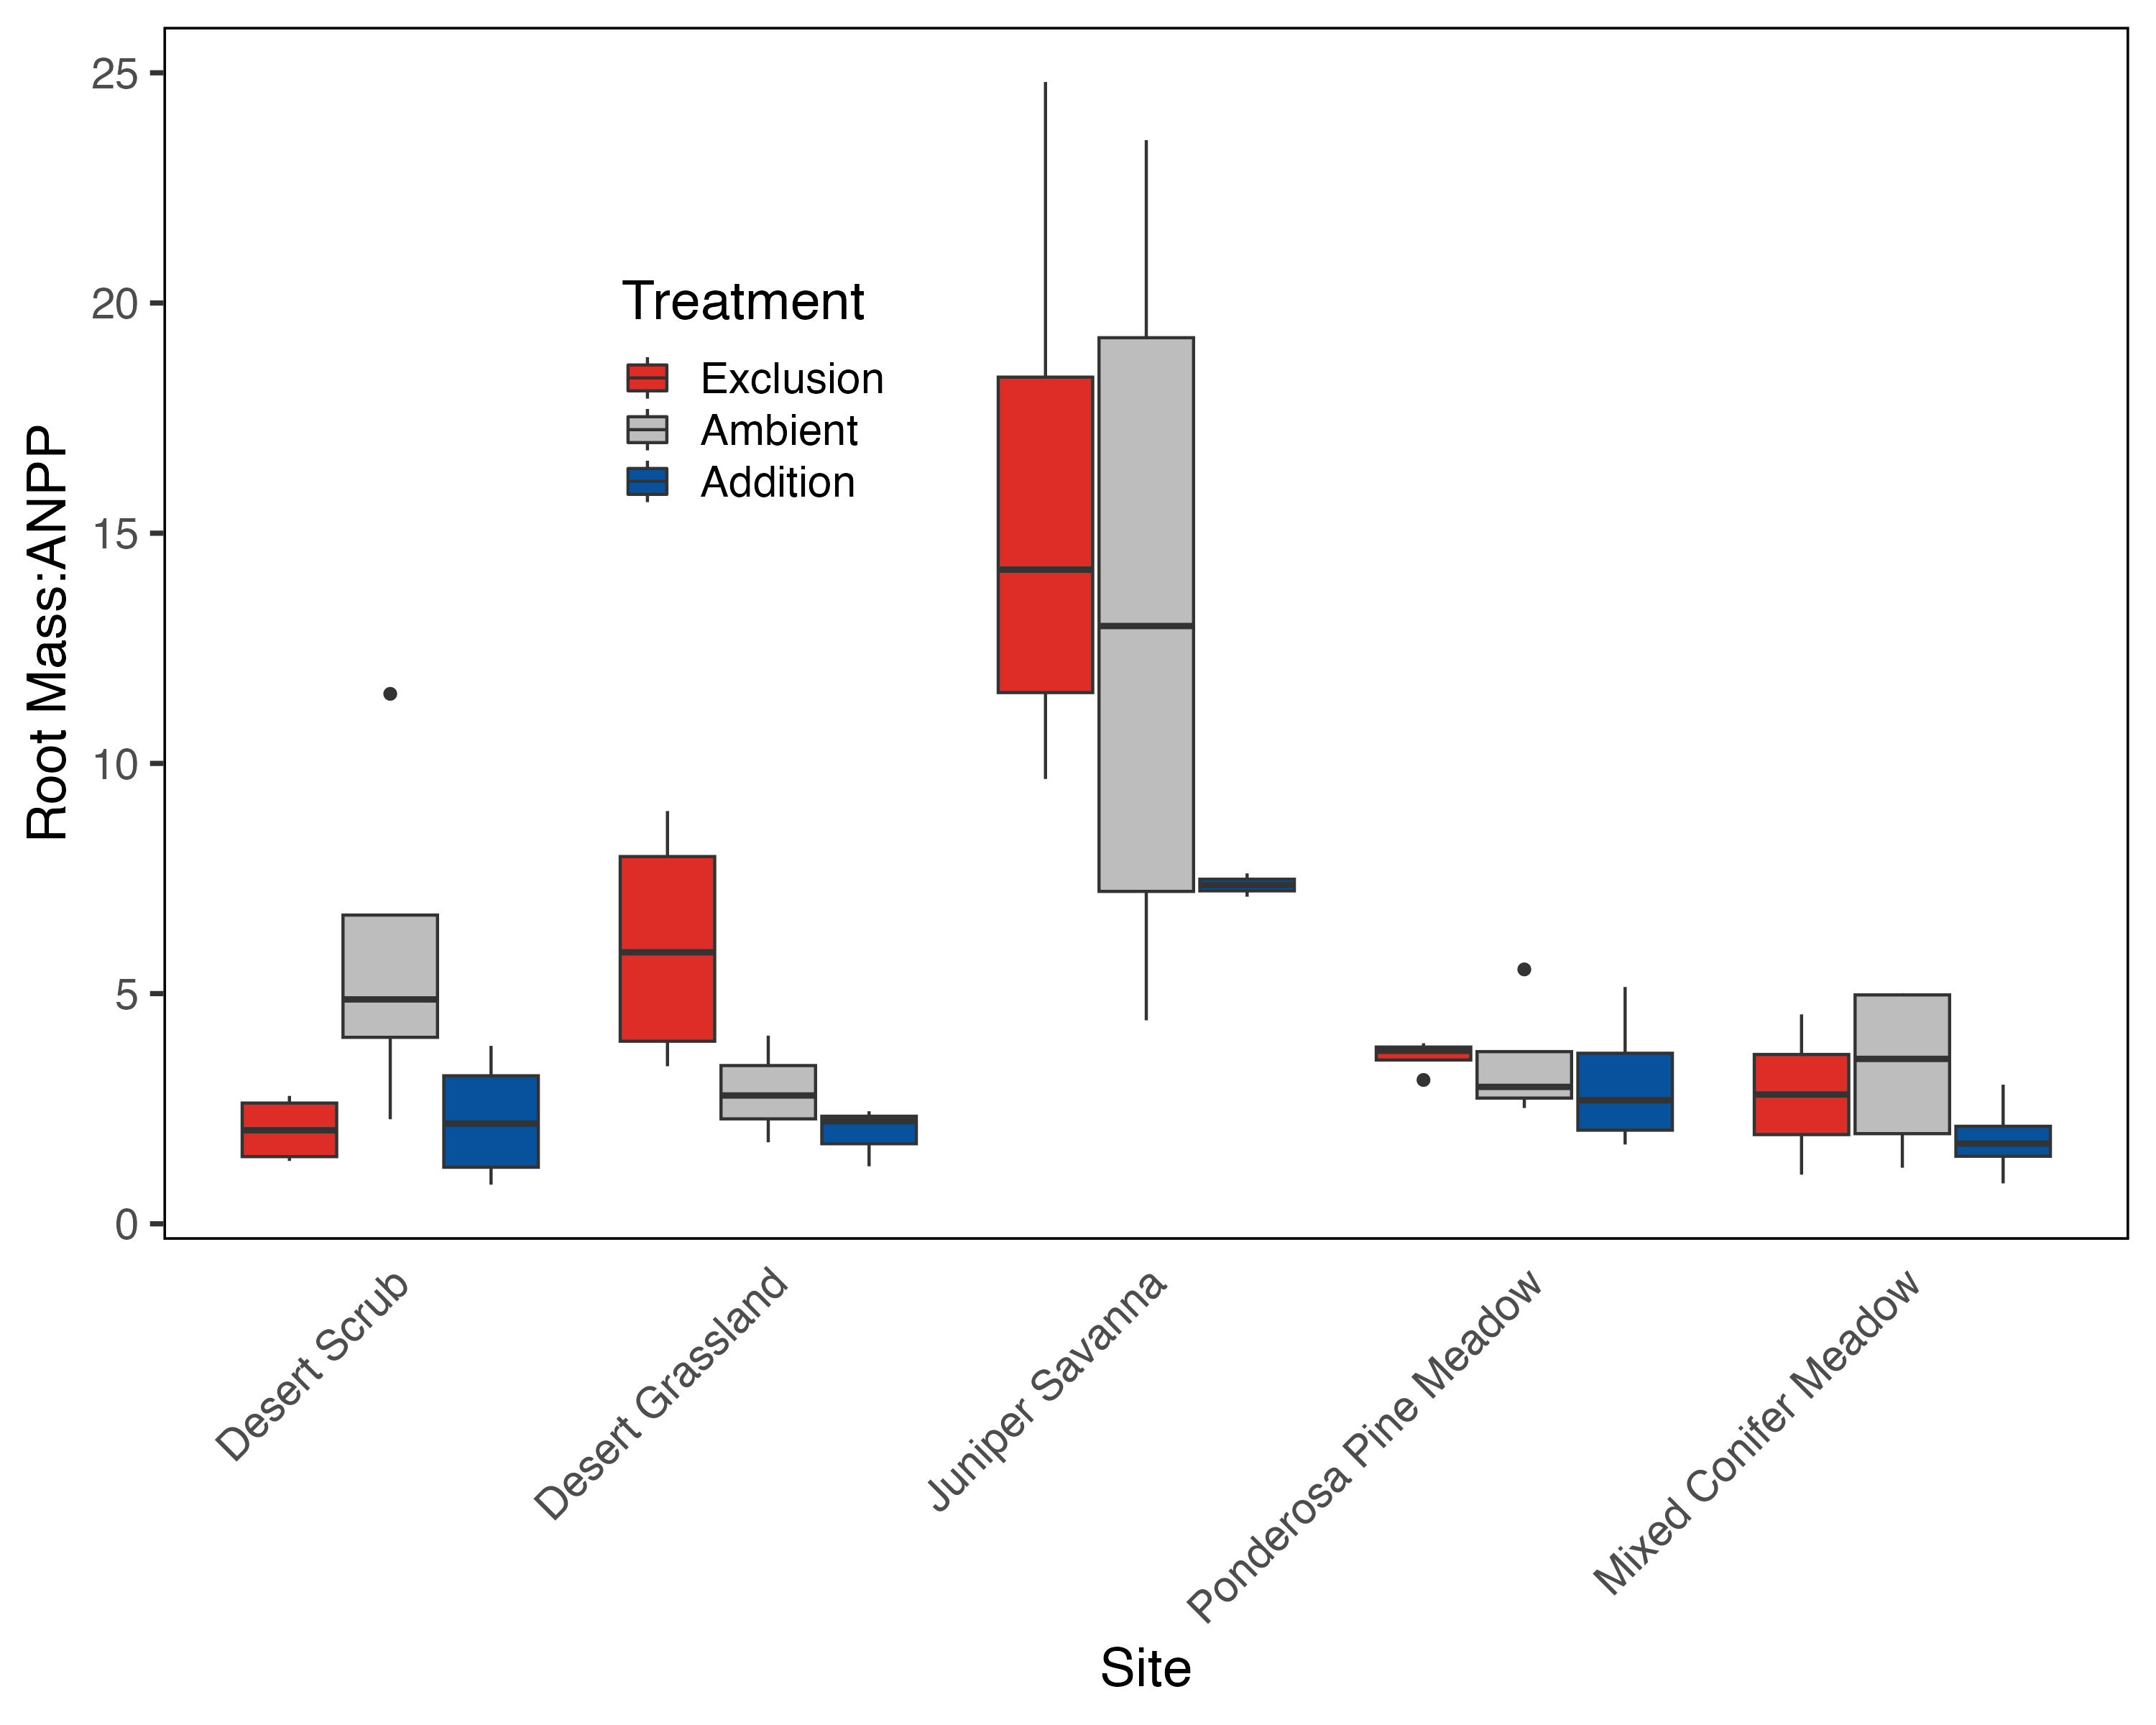 25
20
15
10
5
0
Root Mass:ANPP
Treatment
Exclusion
Ambient
Addition
Desert Scrub
Desert Grassland
Juniper Savanna
Ponderosa Pine Meadow
Mixed Conifer Meadow
Site